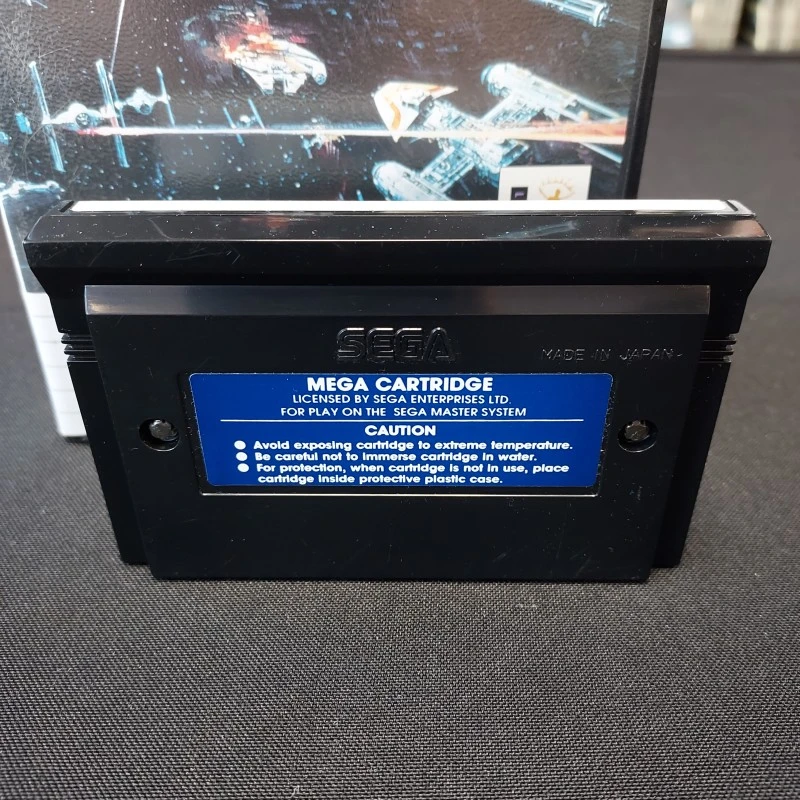 SEGA
MADE IN JAPAN
MEGA CARTRIDGE
LICENSED BY SEGA ENTERPRISES LTD.
FOR PLAY ON THE SEGA MASTER SYSTEM
CAUTION
● Avoid exposing cartridge to extreme temperature.
● Be careful not to immerse cartridge in water.
● For protection, when cartridge is not in use, place
cartridge inside protective plastic case.